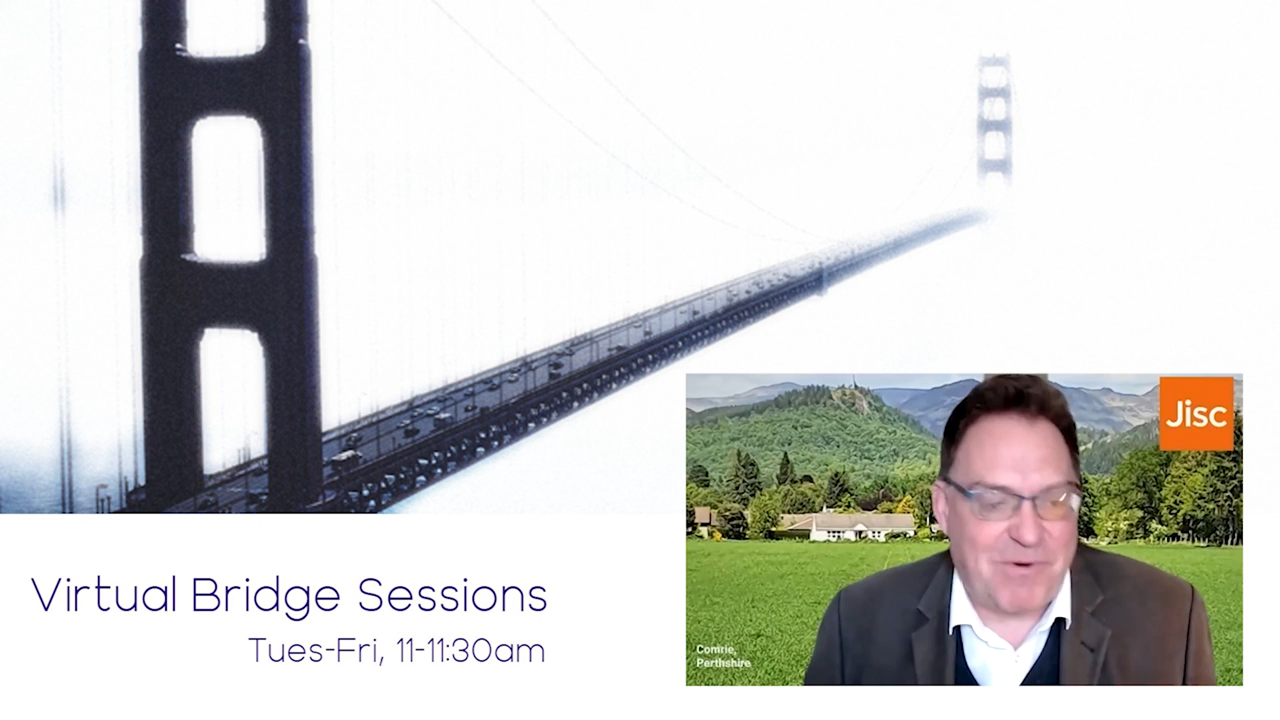 Jisc
Virtual Bridge Sessions
Tues-Fri, 11-11:30am
Comrie,
Perthshire